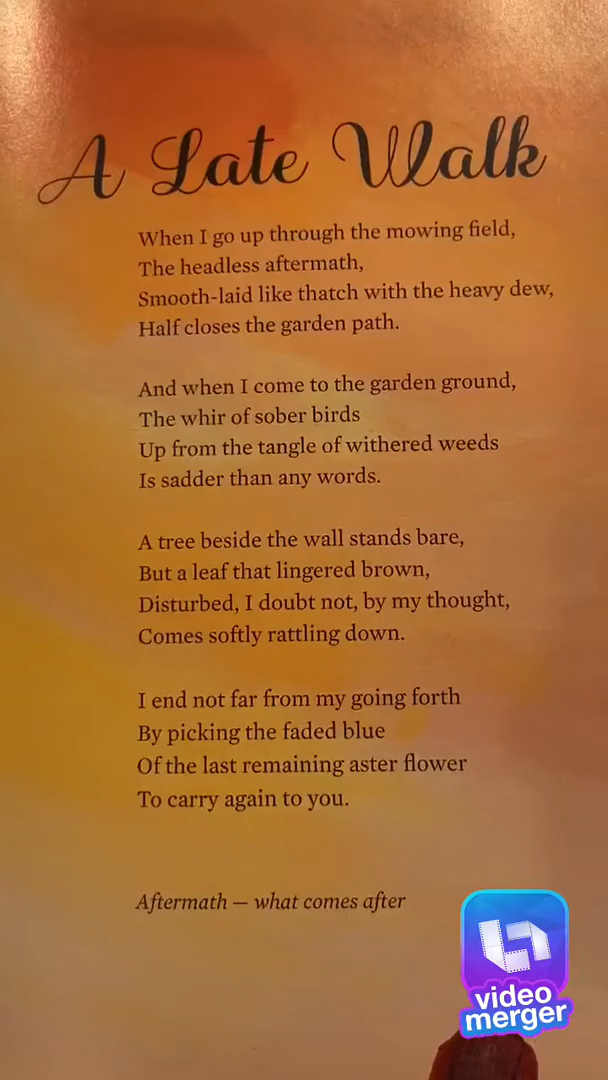 A Late Walk
When I go up through the mowing field,
The headless aftermath,
Smooth-laid like thatch with the heavy dew,
Half closes the garden path.
And when I come to the garden ground,
The whir of sober birds
Up from the tangle of withered weeds
Is sadder than any words.
A tree beside the wall stands bare,
But a leaf that lingered brown,
Disturbed, I doubt not, by my thought,
Comes softly rattling down.
I end not far from my going forth
By picking the faded blue
Of the last remaining aster flower
To carry again to you.
Aftermath — what comes after
video
merger